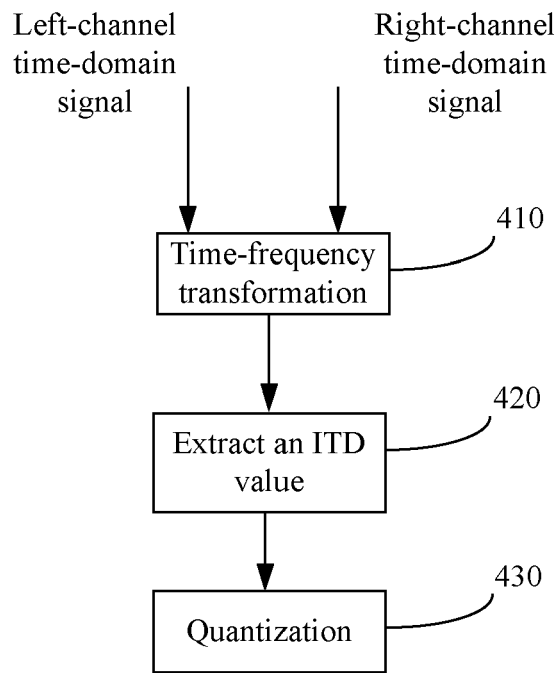 Left-channel
time-domain
signal
Right-channel
time-domain
signal
410
Time-frequency
transformation
420
Extract an ITD
value
430
Quantization